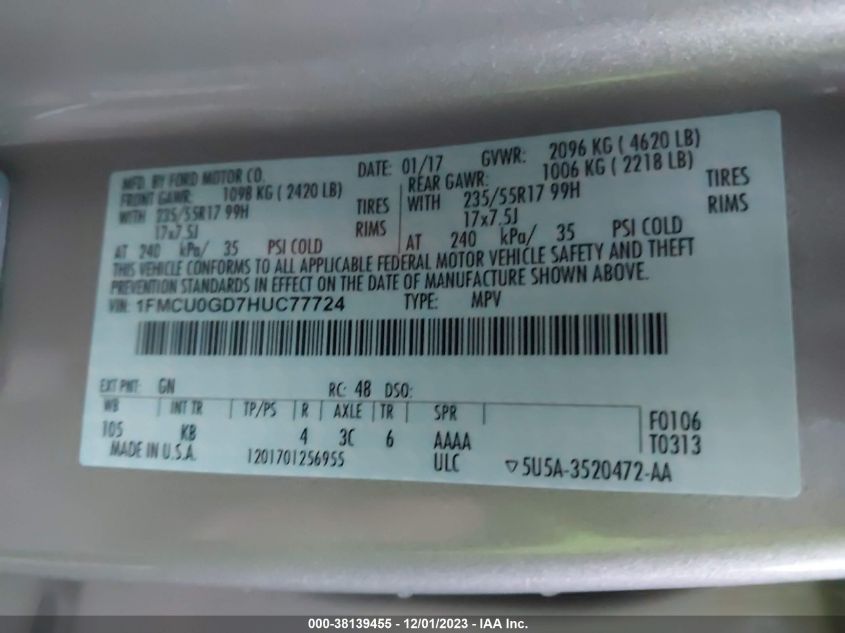 MFD. BY FORD MOTOR CO. DATE: 01/17 GVWR: 2096 KG ( 4620 LB)
FRONT GAWR: 1098 KG ( 2420 LB) REAR GAWR: 1006 KG ( 2218 LB)
WITH 235/55R17 99H TIRES WITH 235/55R17 99H TIRES
17x7.5J RIMS 17x7.5J RIMS
AT 240 kPa/ 35 PSI COLD AT 240 kPa/ 35 PSI COLD
THIS VEHICLE CONFORMS TO ALL APPLICABLE FEDERAL MOTOR VEHICLE SAFETY AND THEFT
PREVENTION STANDARDS IN EFFECT ON THE DATE OF MANUFACTURE SHOWN ABOVE.
VIN: 1FMCU0GD7HUC77724 TYPE: MPV
EXT PNT: GN RC: 48 DSO:
WB INT TR TP/PS R AXLE TR SPR F0106
105 KB 4 3C 6 AAAA T0313
MADE IN U.S.A. 1201701256955 ULC ▽5U5A-3520472-AA
000-38139455 - 12/01/2023 - IAA Inc.